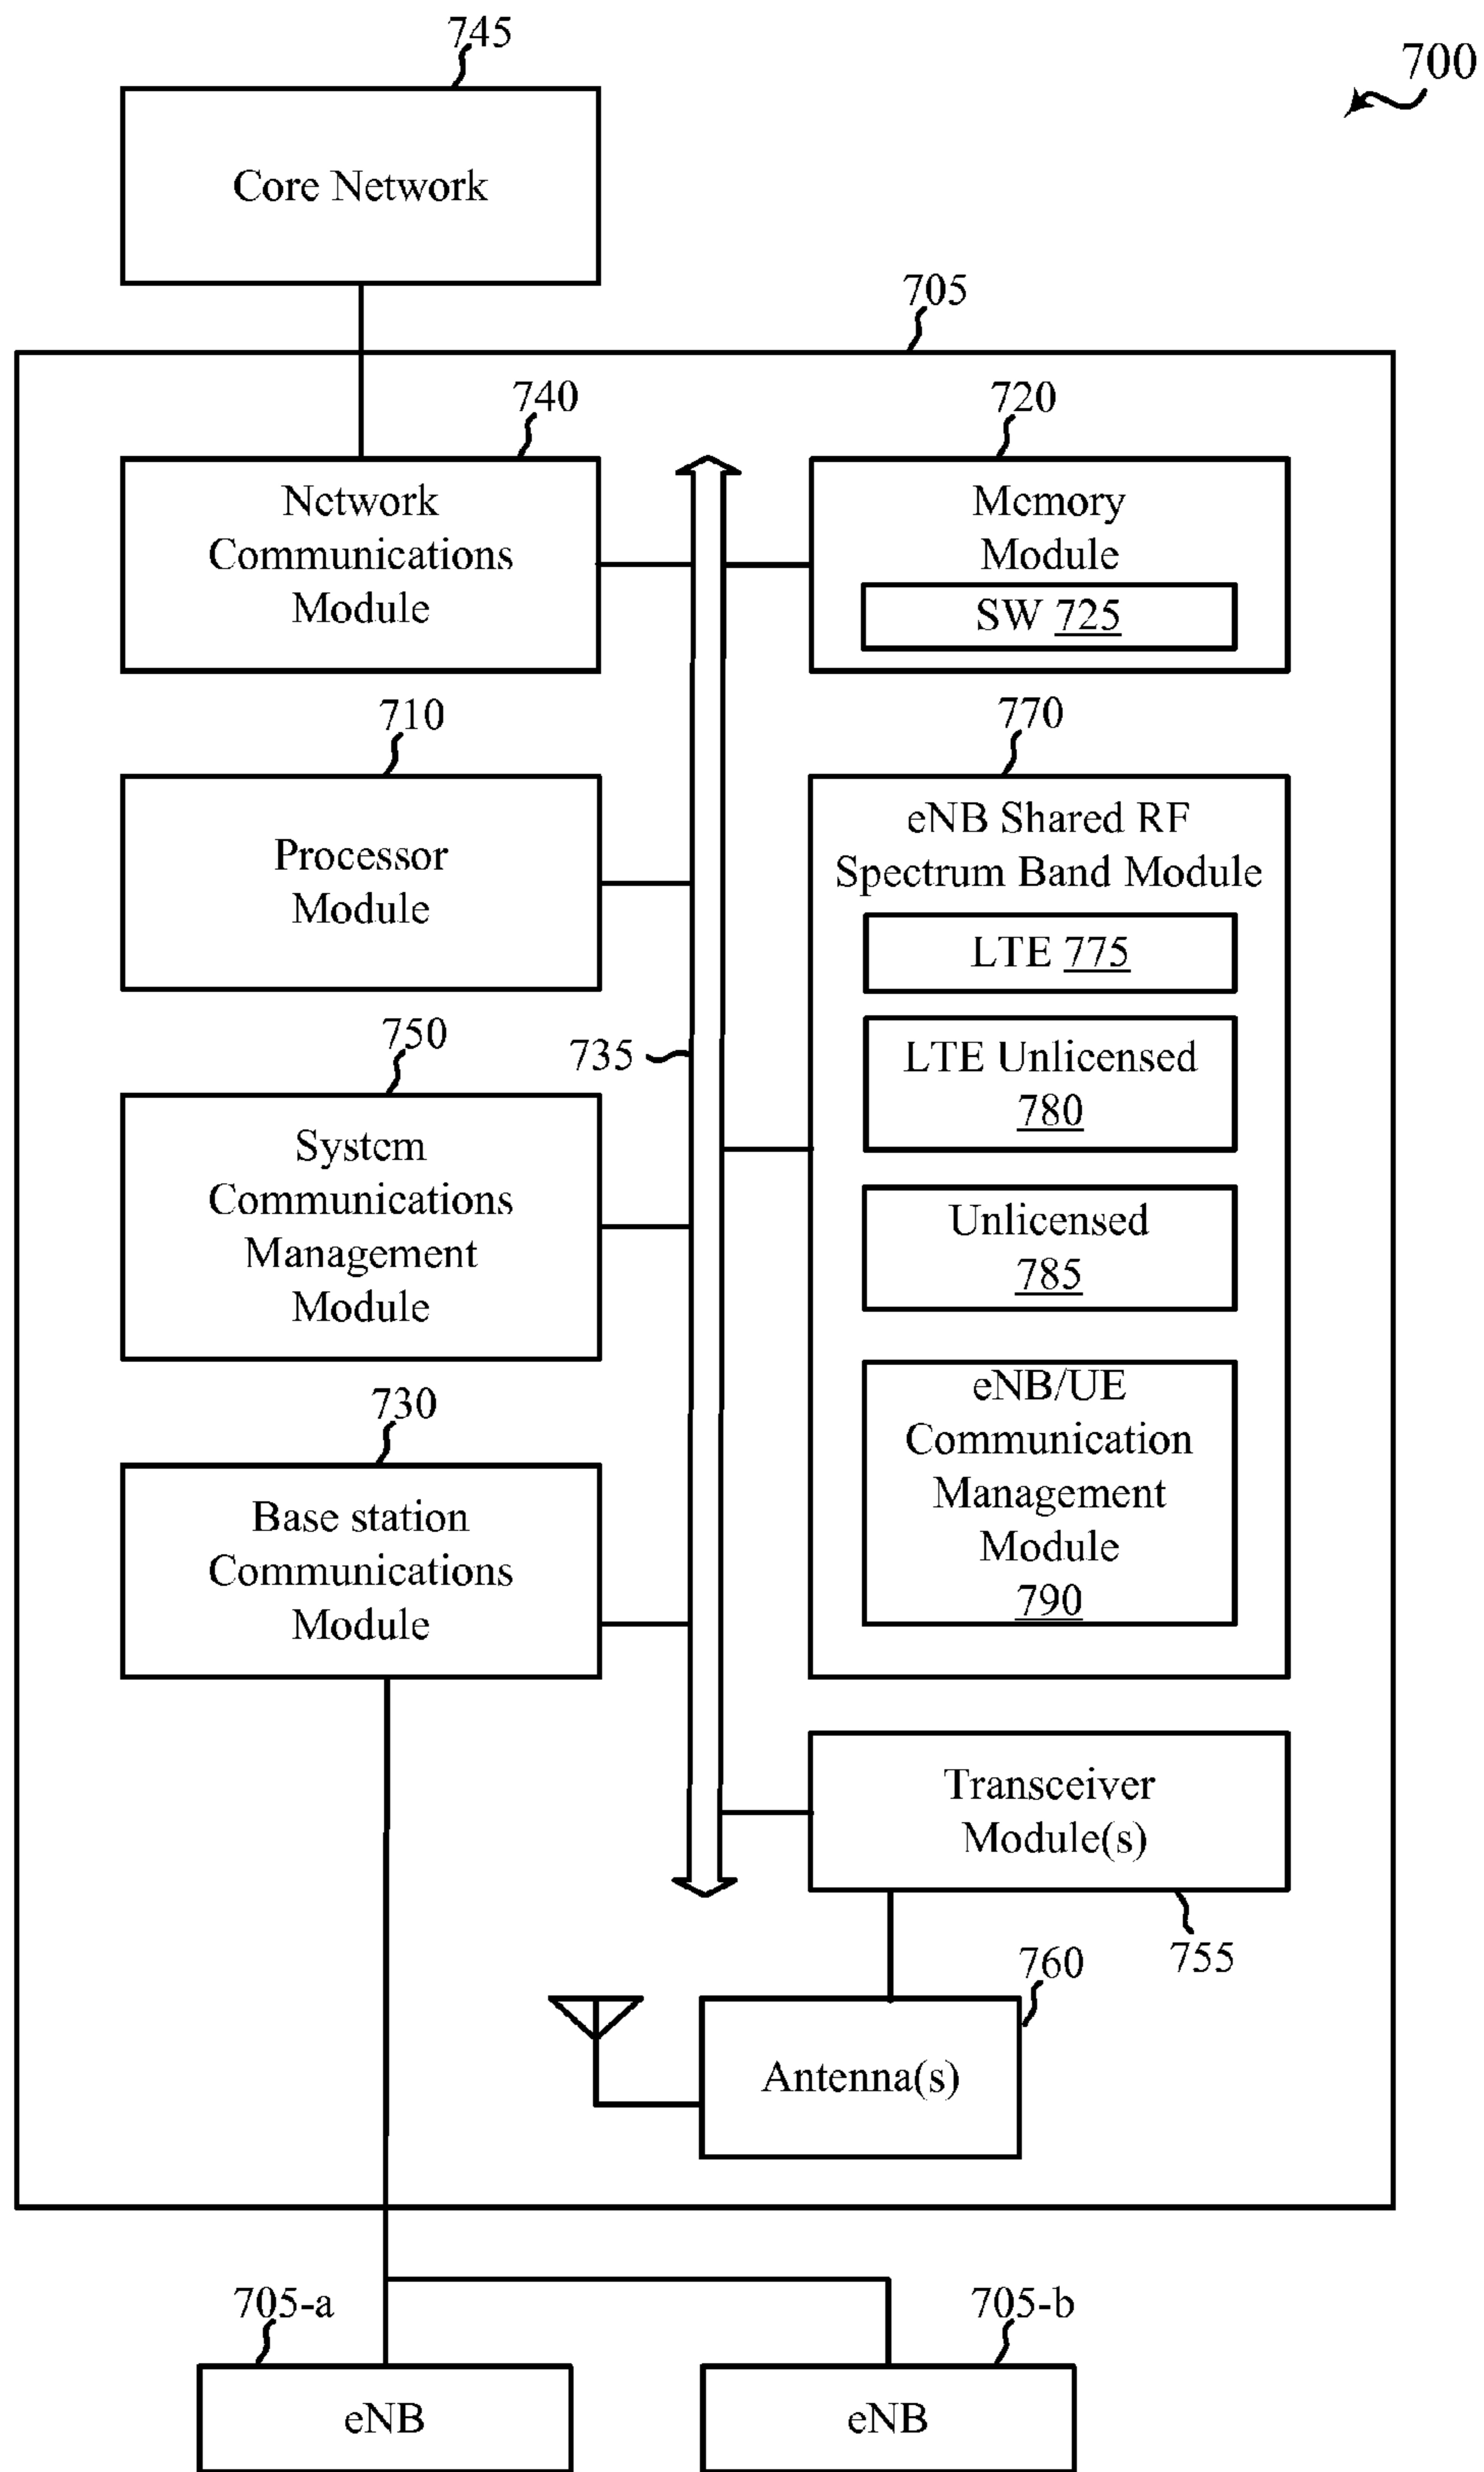 745
700
Core Network
705
740
720
Network
Communications
Module
Memory
Module
SW 725
710
770
Processor
Module
eNB Shared RF
Spectrum Band Module
LTE 775
750
735
LTE Unlicensed
780
System
Communications
Management
Module
Unlicensed
785
730
eNB/UE
Communication
Management
Module
790
Base station
Communications
Module
Transceiver
Module(s)
755
760
Antenna(s)
705-a
705-b
eNB
eNB